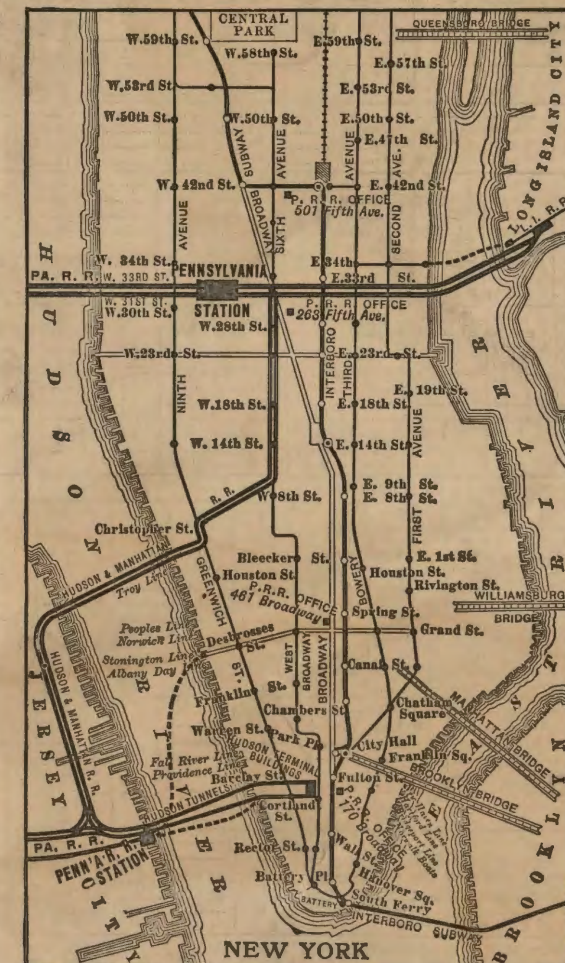 CENTRAL
PARK
QUEENSBORO BRIDGE
W. 59th St.
E. 59th St.
W. 58th St.
E. 57th St.
W. 53rd St.
E. 53rd St.
W. 50th St.
W. 50th St.
E. 50th St.
E. 47th St.
SUBWAY
AVENUE
AVENUE
SECOND AVE.
LONG ISLAND CITY
W. 42nd St.
E. 42nd St.
BROADWAY
P. R. R. OFFICE
501 Fifth Ave.
AVENUE
SIXTH
L. I. R. R.
W. 34th St.
E. 34th
PA. R. R.
W. 33RD ST.
PENNSYLVANIA
STATION
E. 33rd St.
W. 31ST ST.
W. 30th St.
P. R. R. OFFICE
263 Fifth Ave.
W. 28th St.
W. 23rd St.
E. 23rd St.
INTERBORO
THIRD
NINTH
E. 19th St.
W. 18th St.
E. 18th St.
W. 14th St.
E. 14th St.
AVENUE
FIRST
E. 9th St.
W 8th St.
E. 8th St.
HUDSON
RIVER
EAST
RIVER
Christopher St.
R. R.
HUDSON & MANHATTAN
Troy Line
Bleecker St.
E. 1st St.
Houston St.
Houston St.
Rivington St.
GREENWICH
ST.
BOWERY
P. R. R. OFFICE
461 Broadway
Spring St.
WILLIAMSBURG
BRIDGE
Peoples Line
Norwich Line
Desbrosses
St.
Grand St.
Stonington Line
Albany Day
WEST
BROADWAY
BROADWAY
Canal St.
Franklin St.
HUDSON & MANHATTAN R. R.
Chambers St.
Chatham
Square
MANHATTAN BRIDGE
Warren St.
Park Pl.
City Hall
Franklin Sq.
Fall River Line
Providence Line
HUDSON TERMINAL
BUILDINGS
Barclay St.
Fulton St.
BROOKLYN BRIDGE
HUDSON TUNNELS
Cortland
St.
P. R. R. OFFICE
170 Broadway
PA. R. R.
PENN'A R. R.
STATION
Rector St.
Wall St.
Battery Pl.
Hanover Sq.
BATTERY
South Ferry
INTERBORO SUBWAY
JERSEY
CITY
BROOKLYN
NEW YORK